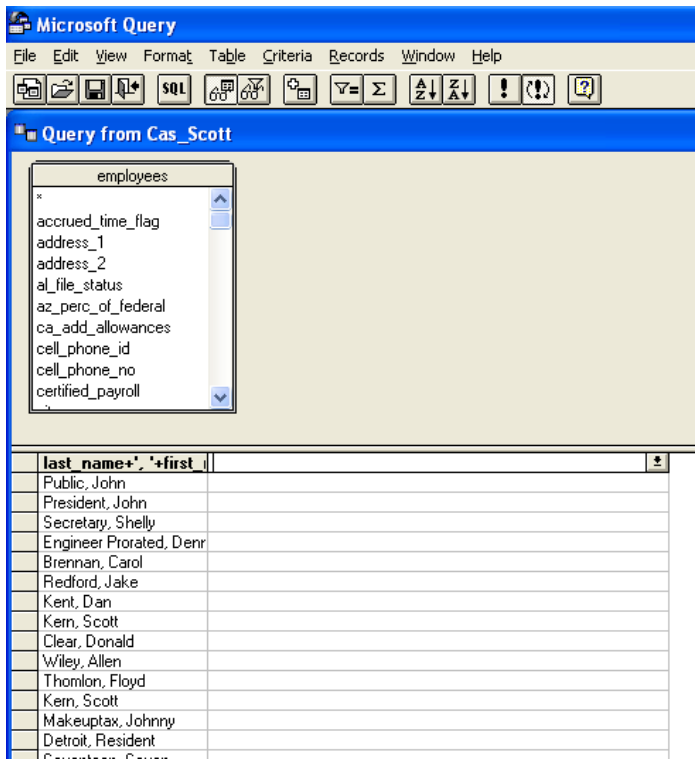 Microsoft Query
File Edit View Format Table Criteria Records Window Help
SQL
Query from Cas_Scott
employees
*
accrued_time_flag
address_1
address_2
al_file_status
az_perc_of_federal
ca_add_allowances
cell_phone_id
cell_phone_no
certified_payroll
last_name+', '+first_
Public, John
President, John
Secretary, Shelly
Engineer Prorated, Denr
Brennan, Carol
Redford, Jake
Kent, Dan
Kern, Scott
Clear, Donald
Wiley, Allen
Thomlon, Floyd
Kern, Scott
Makeuptax, Johnny
Detroit, Resident